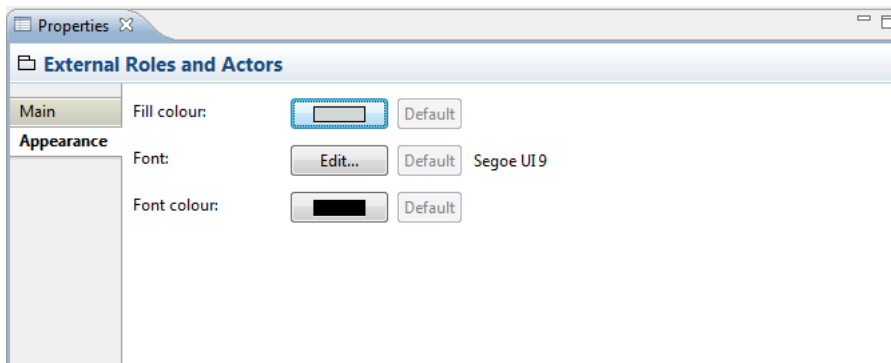 Properties
External Roles and Actors
Main
Fill colour: Default
Appearance
Font: Edit... Default Segoe UI 9
Font colour: Default